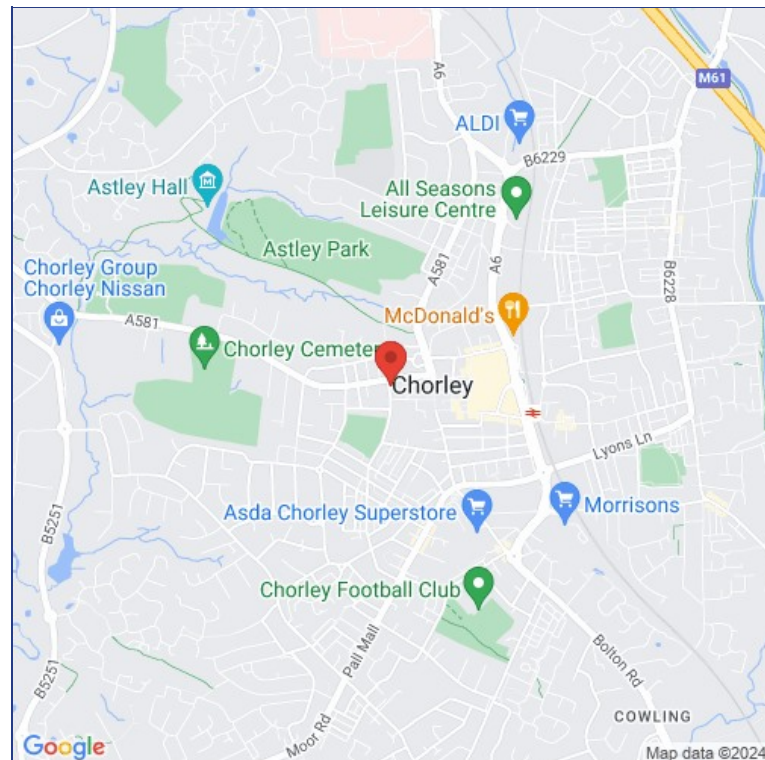 A6
M61
ALDI
B6229
Astley Hall
All Seasons
Leisure Centre
Astley Park
A581
A6
B6228
Chorley Group
Chorley Nissan
McDonald's
A581
Chorley Cemeter
Chorley
Lyons Ln
Asda Chorley Superstore
Morrisons
B5251
Chorley Football Club
Pall Mall
Bolton Rd
B5251
COWLING
Moor Rd
Google
Map data ©2024